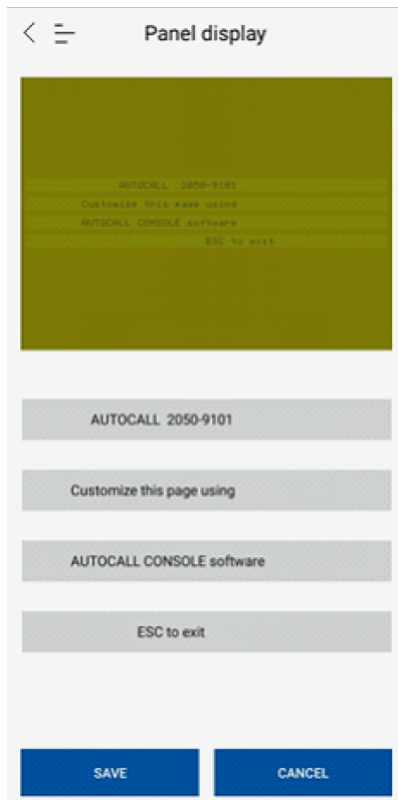 Panel display
AUTOCALL 2050-9101
Customize this page using
AUTOCALL CONSOLE software
ESC to exit
AUTOCALL 2050-9101
Customize this page using
AUTOCALL CONSOLE software
ESC to exit
SAVE
CANCEL